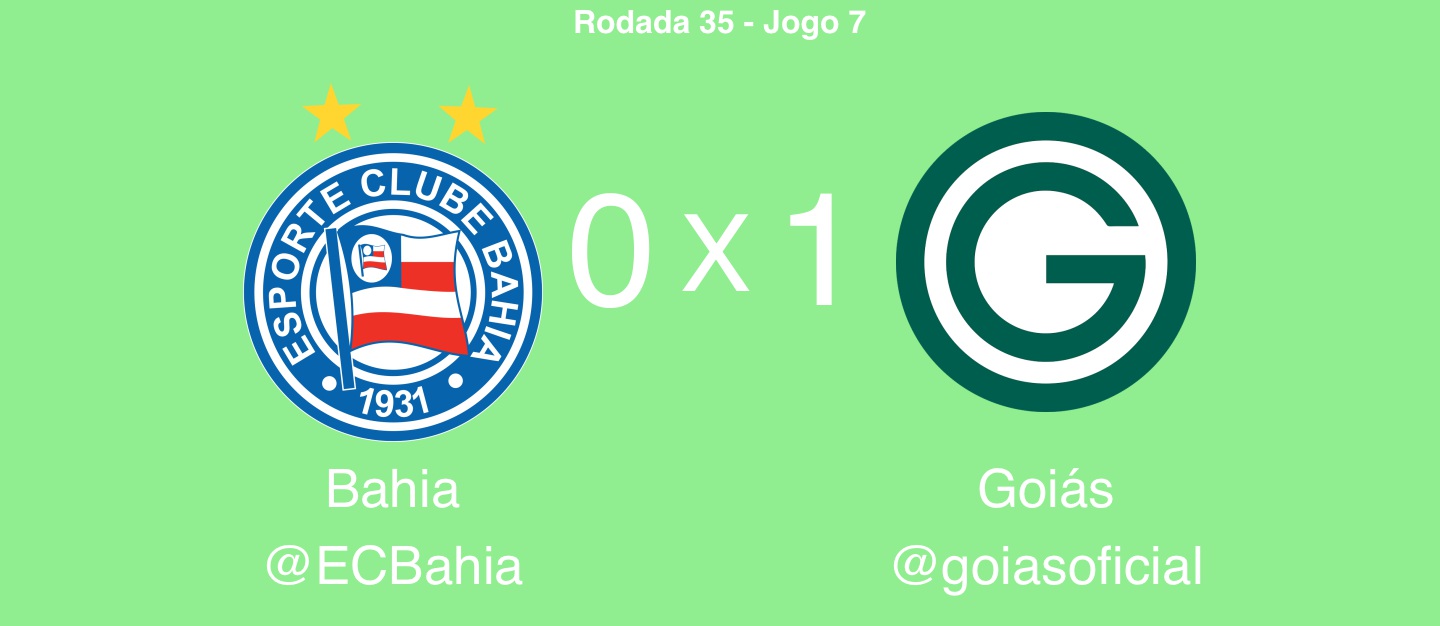 Rodada 35 - Jogo 7
ESPORTE CLUBE BAHIA
1931
0 X 1
G
Bahia
Goiás
@ECBahia
@goiasoficial